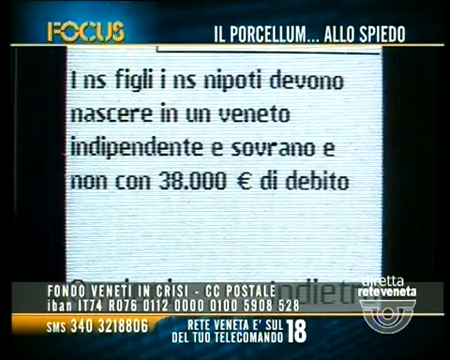 FOCUS
IL PORCELLUM... ALLO SPIEDO
I ns figli i ns nipoti devono
nascere in un veneto
indipendente e sovrano e
non con 38.000 € di debito
FONDO VENETI IN CRISI - CC POSTALE
iban IT74 R076 0112 0000 0100 5908 528
diretta
reteveneta
SMS 340 3218806
RETE VENETA E' SUL
DEL TUO TELECOMANDO 18